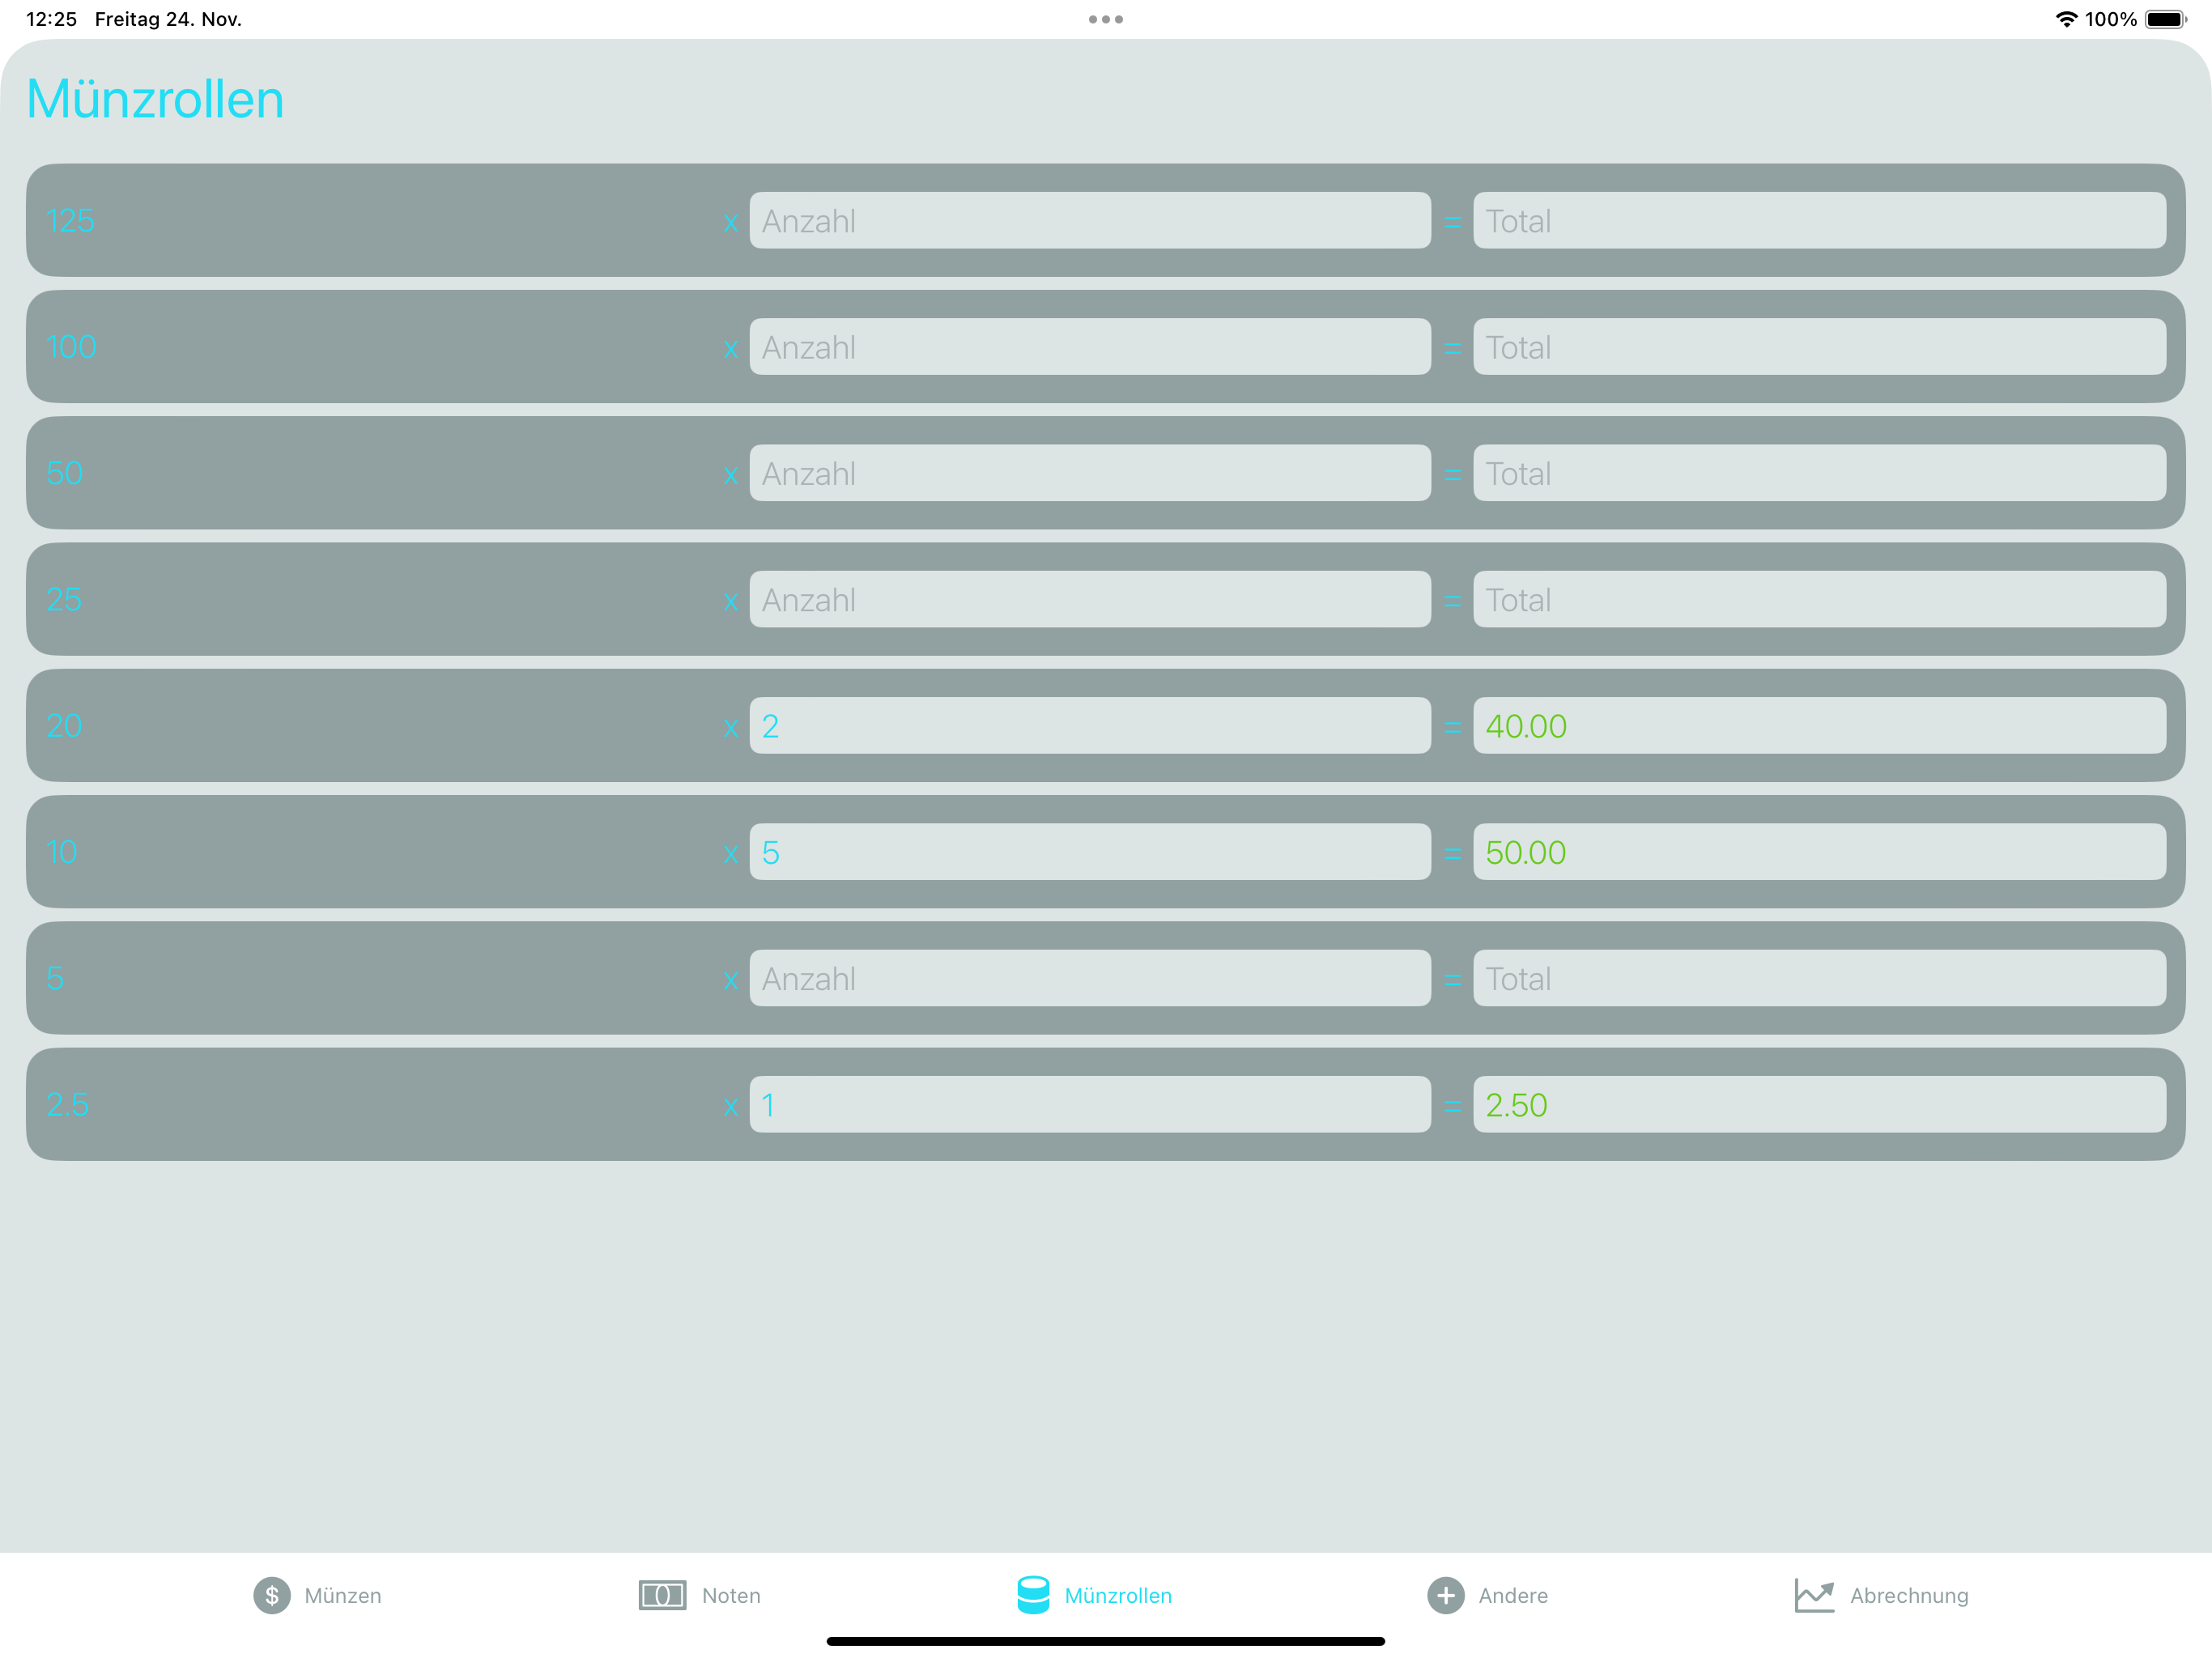 12:25 Freitag 24. Nov. 100%
Münzrollen
125 x Anzahl = Total
100 x Anzahl = Total
50 x Anzahl = Total
25 x Anzahl = Total
20 x 2 = 40.00
10 x 5 = 50.00
5 x Anzahl = Total
2.5 x 1 = 2.50
$ Münzen Noten Münzrollen Andere Abrechnung